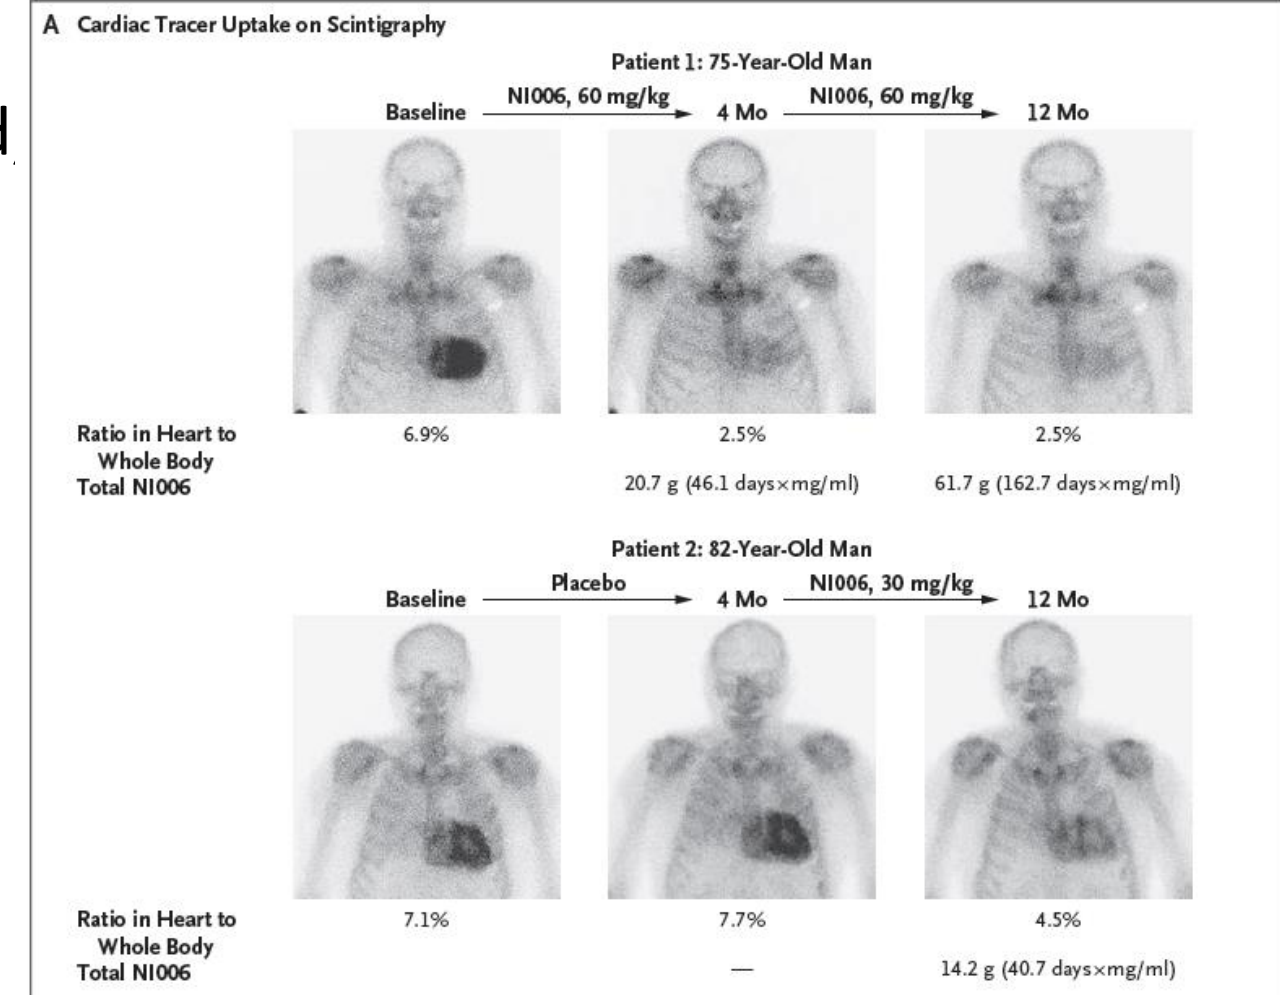 A Cardiac Tracer Uptake on Scintigraphy
Patient 1: 75-Year-Old Man
Baseline NI006, 60 mg/kg 4 Mo NI006, 60 mg/kg 12 Mo
Ratio in Heart to 6.9% 2.5% 2.5%
Whole Body
Total NI006 20.7 g (46.1 days×mg/ml) 61.7 g (162.7 days×mg/ml)
Patient 2: 82-Year-Old Man
Baseline Placebo 4 Mo NI006, 30 mg/kg 12 Mo
Ratio in Heart to 7.1% 7.7% 4.5%
Whole Body
Total NI006 — 14.2 g (40.7 days×mg/ml)